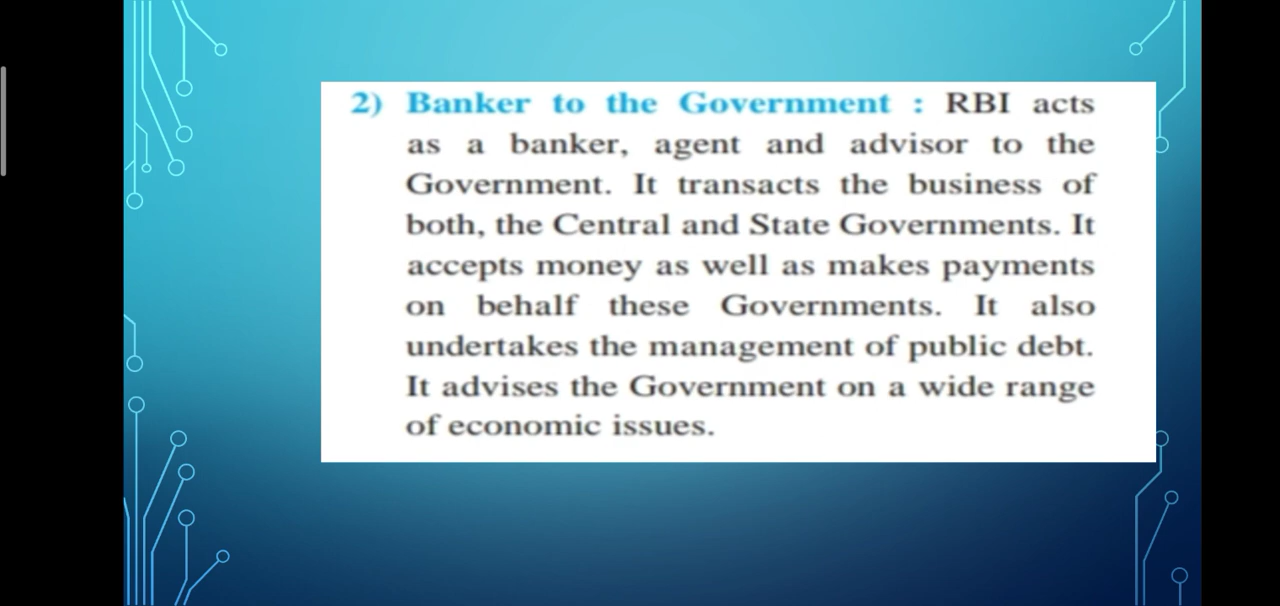 2) Banker to the Government : RBI acts
as a banker, agent and advisor to the
Government. It transacts the business of
both, the Central and State Governments. It
accepts money as well as makes payments
on behalf these Governments. It also
undertakes the management of public debt.
It advises the Government on a wide range
of economic issues.